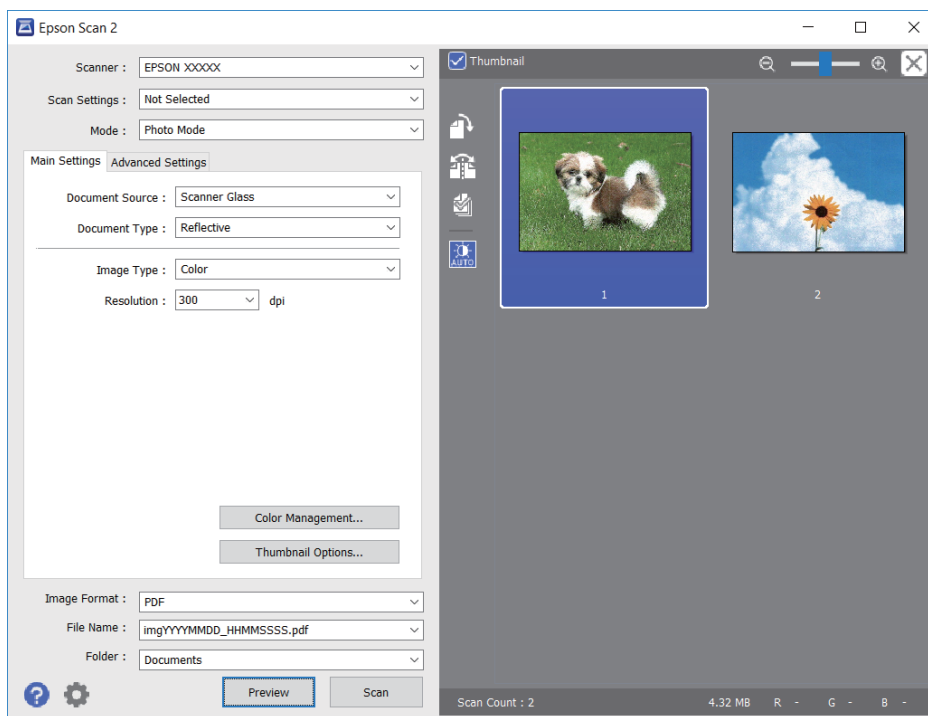 Epson Scan 2
Scanner : EPSON XXXXX
Scan Settings : Not Selected
Mode : Photo Mode
Main Settings Advanced Settings
Document Source : Scanner Glass
Document Type : Reflective
Image Type : Color
Resolution : 300 dpi
Color Management...
Thumbnail Options...
Image Format : PDF
File Name : imgYYYYMMDD_HHMMSSSS.pdf
Folder : Documents
Preview Scan
Thumbnail
AUTO
1 2
Scan Count : 2 4.32 MB R - G - B -